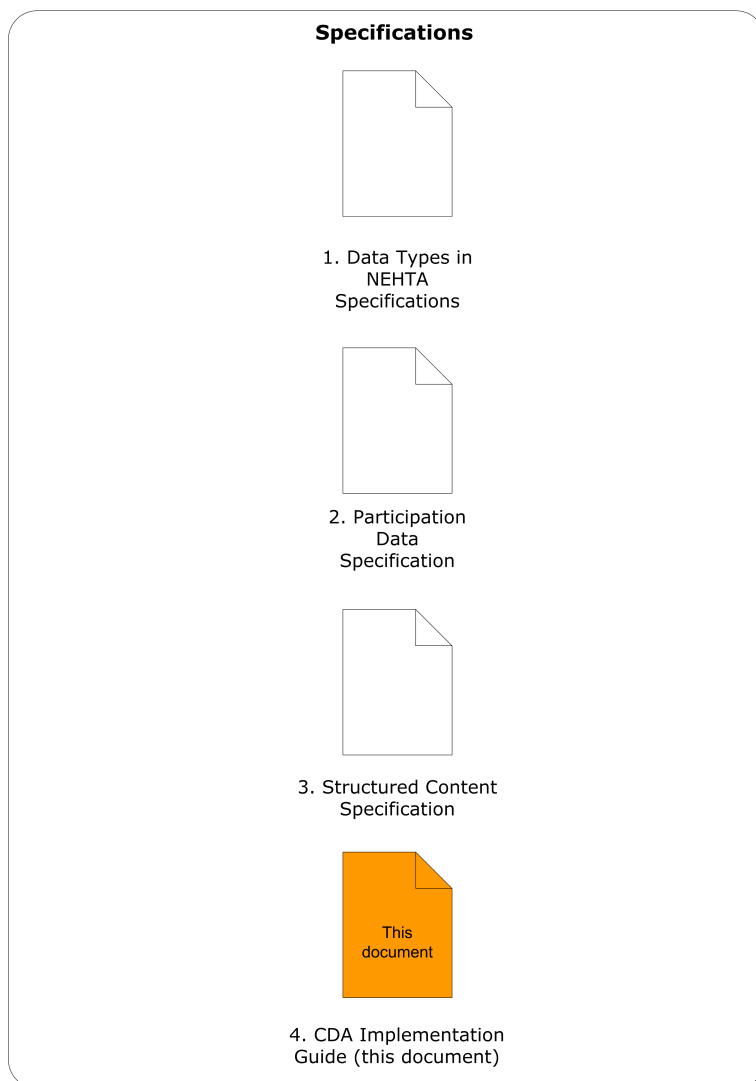 Specifications
1. Data Types in
NEHTA
Specifications
2. Participation
Data
Specification
3. Structured Content
Specification
This
document
4. CDA Implementation
Guide (this document)